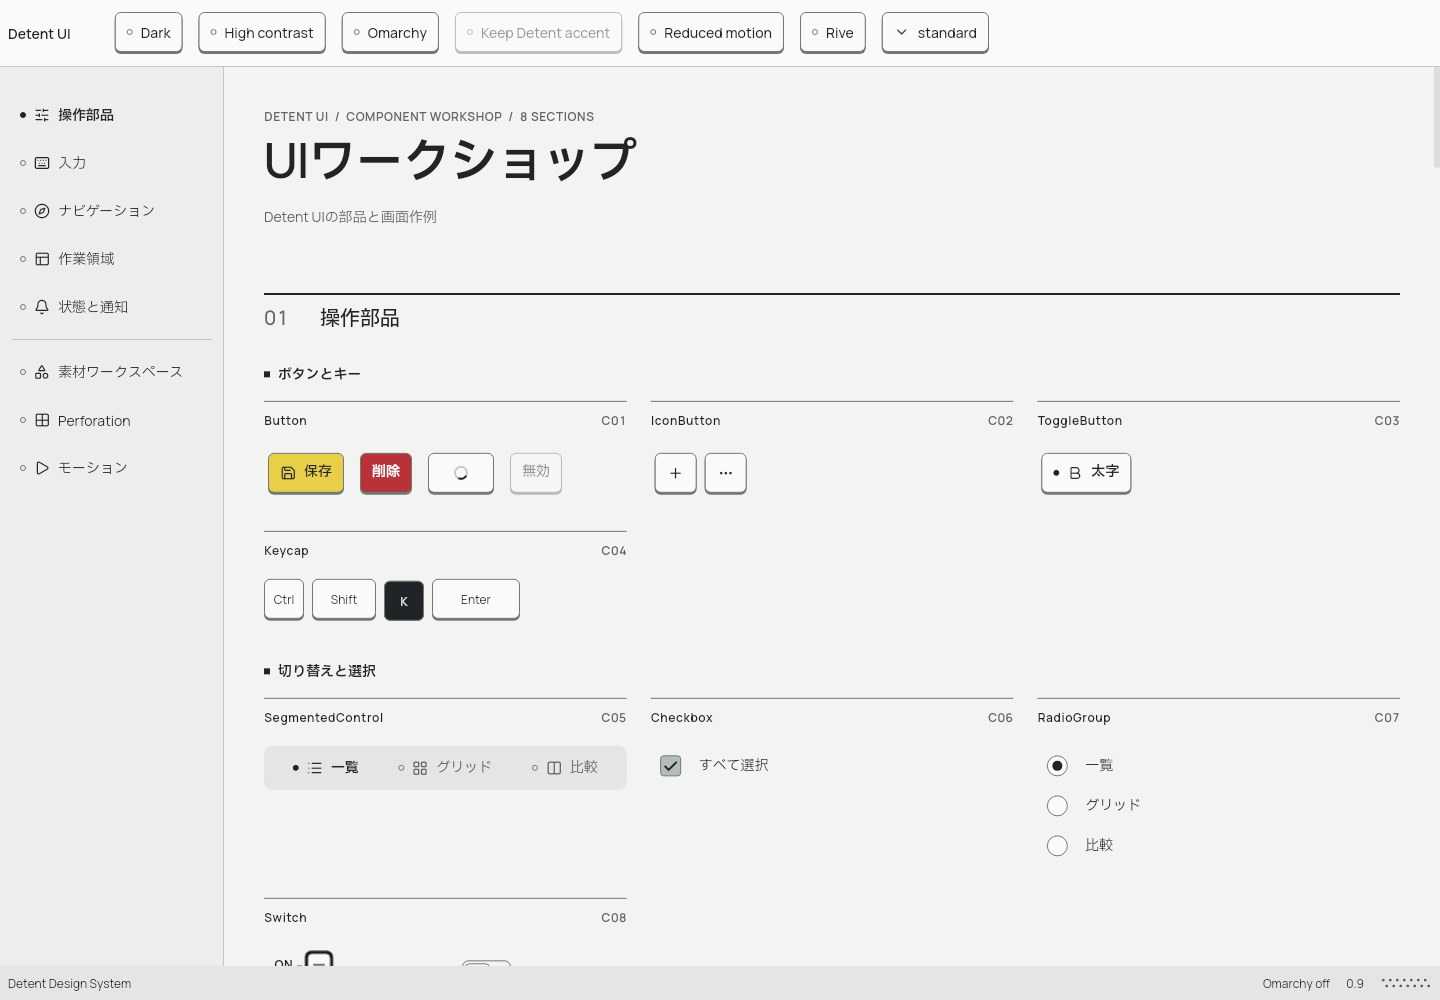 Detent UI
Dark
High contrast
Omarchy
Keep Detent accent
Reduced motion
Rive
standard
操作部品
入力
ナビゲーション
作業領域
状態と通知
素材ワークスペース
Perforation
モーション
DETENT UI / COMPONENT WORKSHOP / 8 SECTIONS
UIワークショップ
Detent UIの部品と画面作例
01 操作部品
ボタンとキー
Button C01
保存 削除 無効
IconButton C02
ToggleButton C03
B 太字
Keycap C04
Ctrl Shift K Enter
切り替えと選択
SegmentedControl C05
一覧 グリッド 比較
Checkbox C06
すべて選択
RadioGroup C07
一覧
グリッド
比較
Switch C08
ON
Detent Design System
Omarchy off 0.9